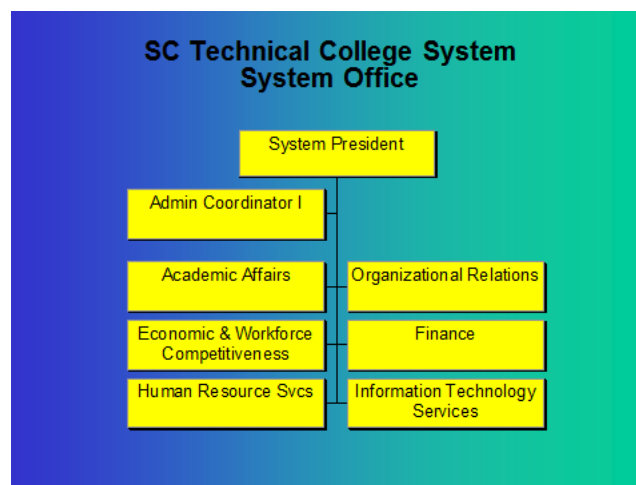 SC Technical College System
System Office
System President
Admin Coordinator I
Academic Affairs
Organizational Relations
Economic & Workforce
Competitiveness
Finance
Human Resource Svcs
Information Technology
Services